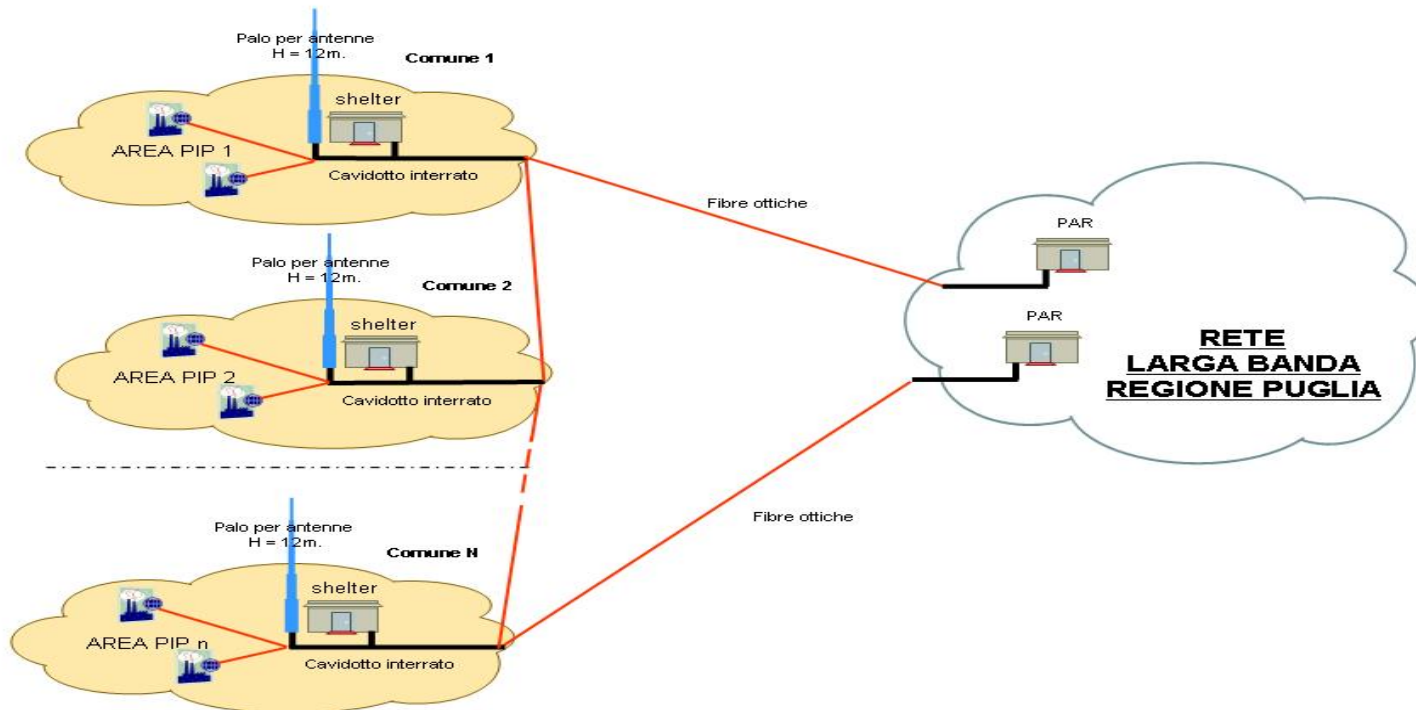 Palo per antenne
H = 12m.
Comune 1
shelter
AREA PIP 1
Cavidotto interrato
Fibre ottiche
PAR
Palo per antenne
H = 12m.
Comune 2
shelter
AREA PIP 2
Cavidotto interrato
PAR
RETE
LARGA BANDA
REGIONE PUGLIA
Fibre ottiche
Palo per antenne
H = 12m.
Comune N
shelter
AREA PIP n
Cavidotto interrato